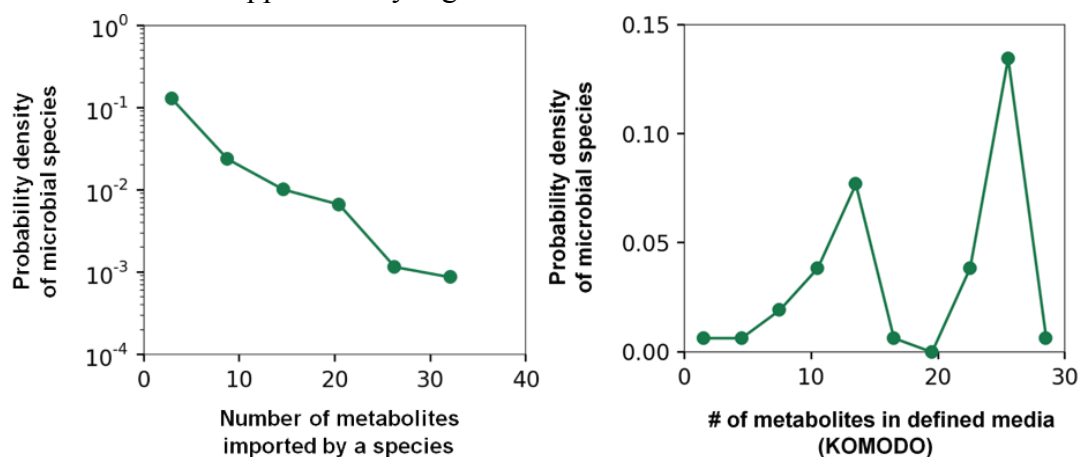 Probability density
of microbial species
10^0
10^-1
10^-2
10^-3
10^-4
0
10
20
30
40
Number of metabolites
imported by a species
Probability density
of microbial species
0.15
0.10
0.05
0.00
0
10
20
30
# of metabolites in defined media
(KOMODO)